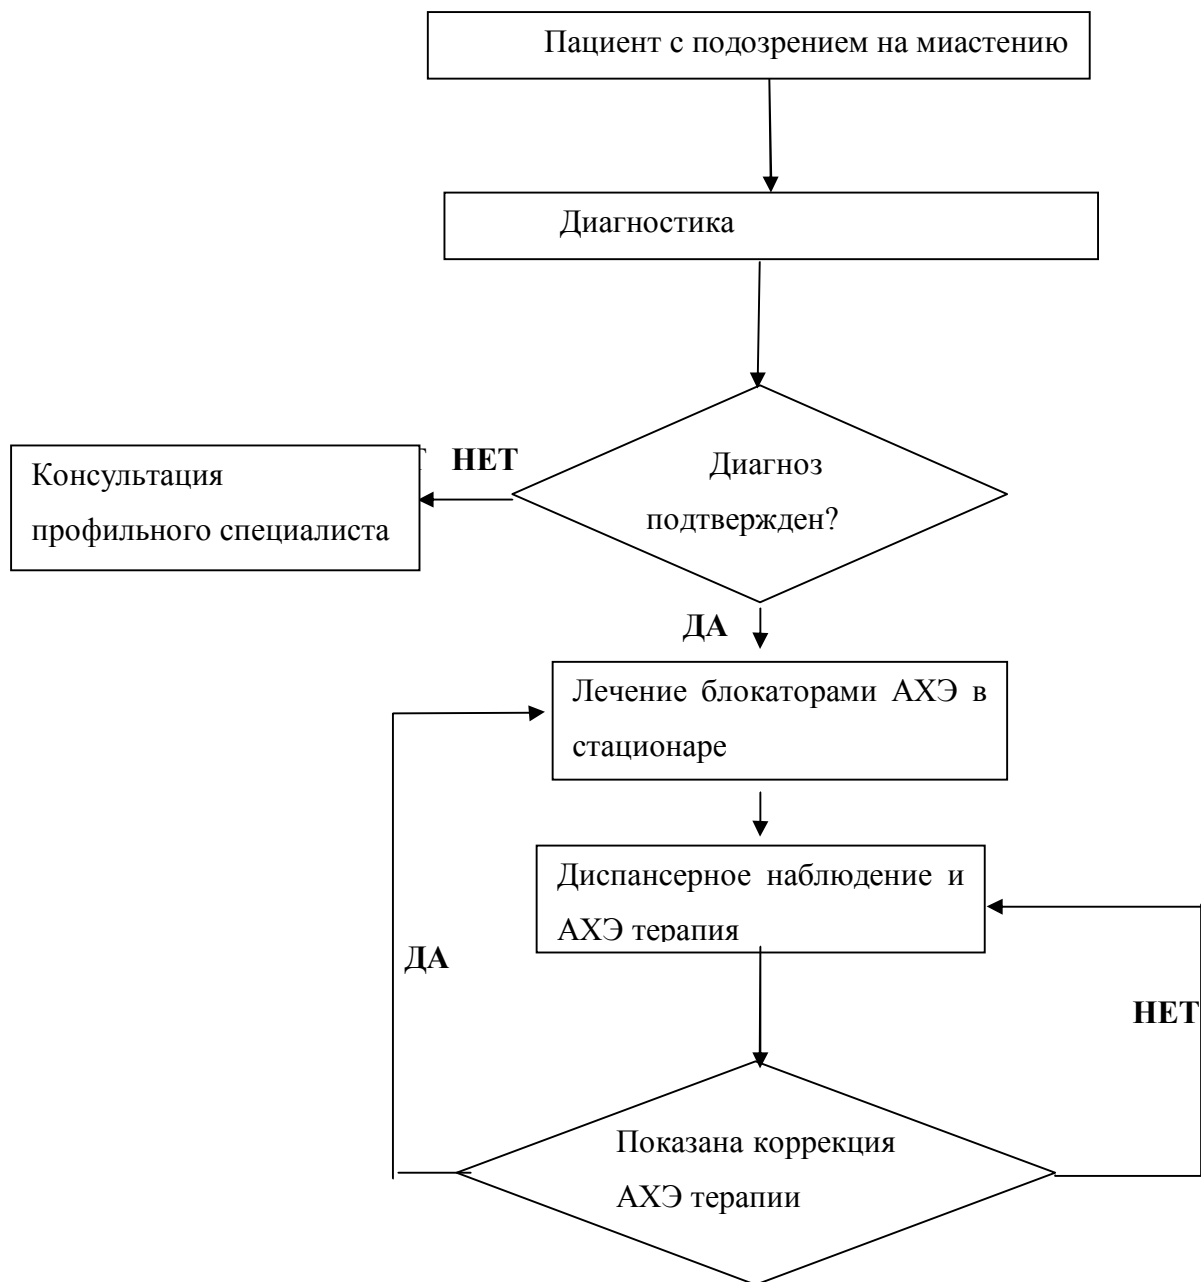 Пациент с подозрением на миастению
Диагностика
Диагноз
подтвержден?
НЕТ
Консультация
профильного специалиста
ДА
Лечение блокаторами АХЭ в
стационаре
Диспансерное наблюдение и
АХЭ терапия
ДА
НЕТ
Показана коррекция
АХЭ терапии